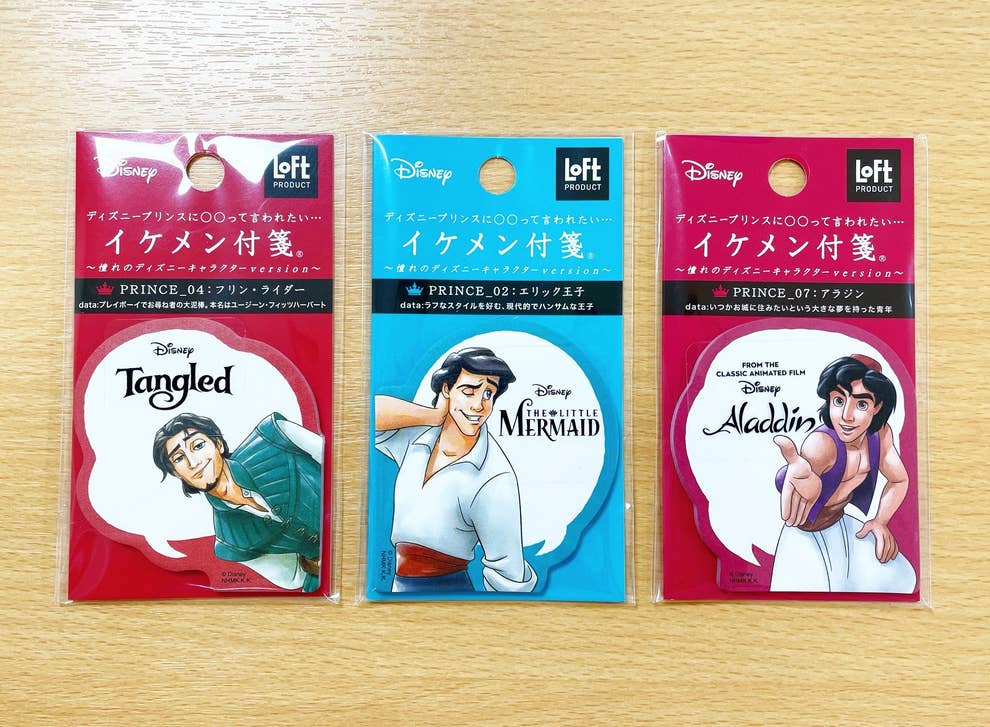 Disney
LOFT
PRODUCT
ディズニープリンスに〇〇って言われたい…
イケメン付箋®
～憧れのディズニーキャラクターversion～
PRINCE_04：フリン・ライダー
data:プレイボーイでお尋ね者の大泥棒。本名はユージーン・フィッツハーバート
Disney
Tangled
© Disney
NHMK.K.K.
Disney
LOFT
PRODUCT
ディズニープリンスに〇〇って言われたい…
イケメン付箋®
～憧れのディズニーキャラクターversion～
PRINCE_02：エリック王子
data:ラフなスタイルを好む、現代的でハンサムな王子
Disney
THE LITTLE
MERMAID
© Disney
NHMK.K.K.
Disney
LOFT
PRODUCT
ディズニープリンスに〇〇って言われたい…
イケメン付箋®
～憧れのディズニーキャラクターversion～
PRINCE_07：アラジン
data:いつかお城に住みたいという大きな夢を持った青年
FROM THE
CLASSIC ANIMATED FILM
Disney
Aladdin
© Disney
NHMK.K.K.